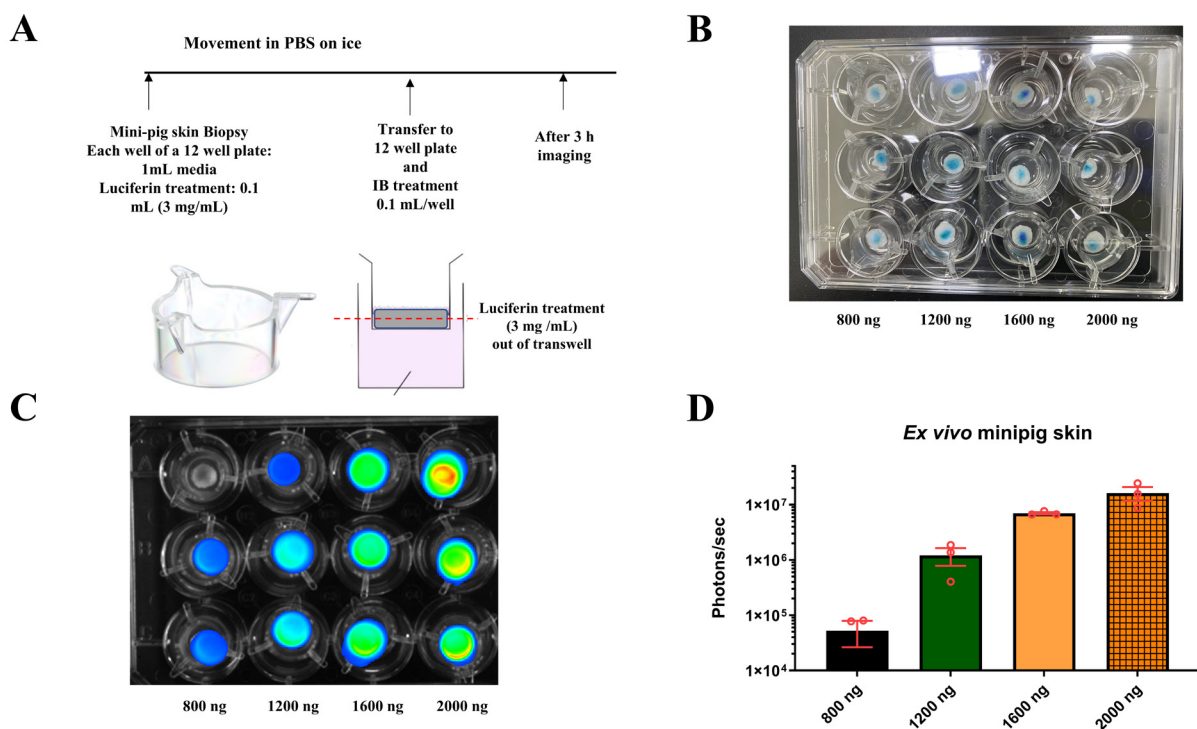 A
Movement in PBS on ice
Mini-pig skin Biopsy
Each well of a 12 well plate:
1mL media
Luciferin treatment: 0.1
mL (3 mg/mL)
Transfer to
12 well plate
and
IB treatment
0.1 mL/well
After 3 h
imaging
Luciferin treatment
(3 mg /mL)
out of transwell
B
800 ng
1200 ng
1600 ng
2000 ng
C
800 ng
1200 ng
1600 ng
2000 ng
D
Ex vivo minipig skin
Photons/sec
1×10⁷
1×10⁶
1×10⁵
1×10⁴
800 ng
1200 ng
1600 ng
2000 ng